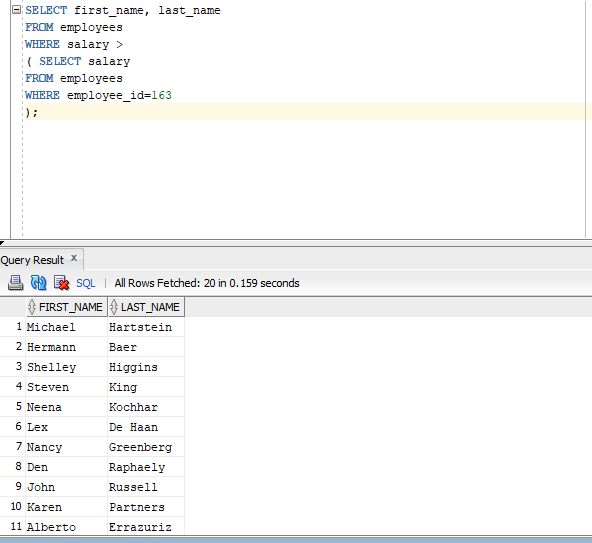 SELECT first_name, last_name
FROM employees
WHERE salary >
( SELECT salary
FROM employees
WHERE employee_id=163
);
Query Result x
SQL | All Rows Fetched: 20 in 0.159 seconds
FIRST_NAME LAST_NAME
1 Michael Hartstein
2 Hermann Baer
3 Shelley Higgins
4 Steven King
5 Neena Kochhar
6 Lex De Haan
7 Nancy Greenberg
8 Den Raphaely
9 John Russell
10 Karen Partners
11 Alberto Errazuriz